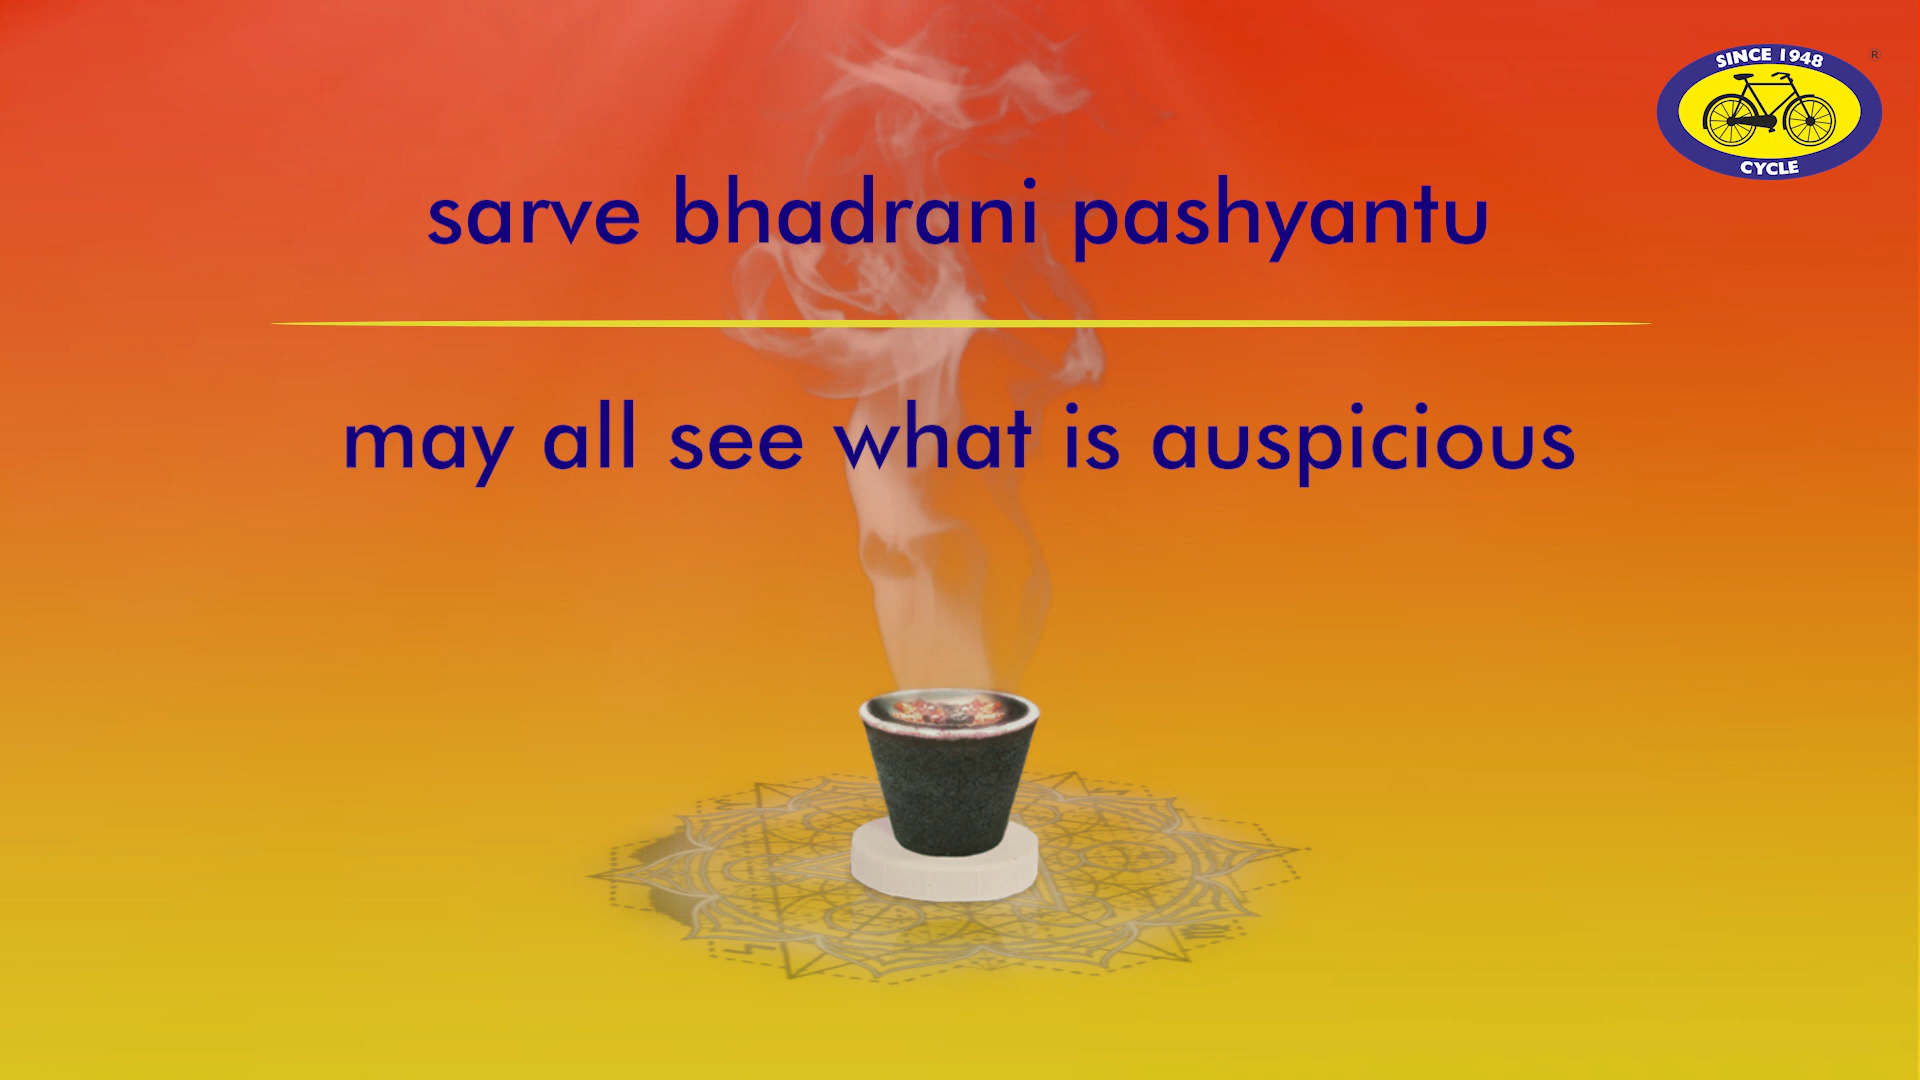 SINCE 1948
®
CYCLE
sarve bhadrani pashyantu
may all see what is auspicious